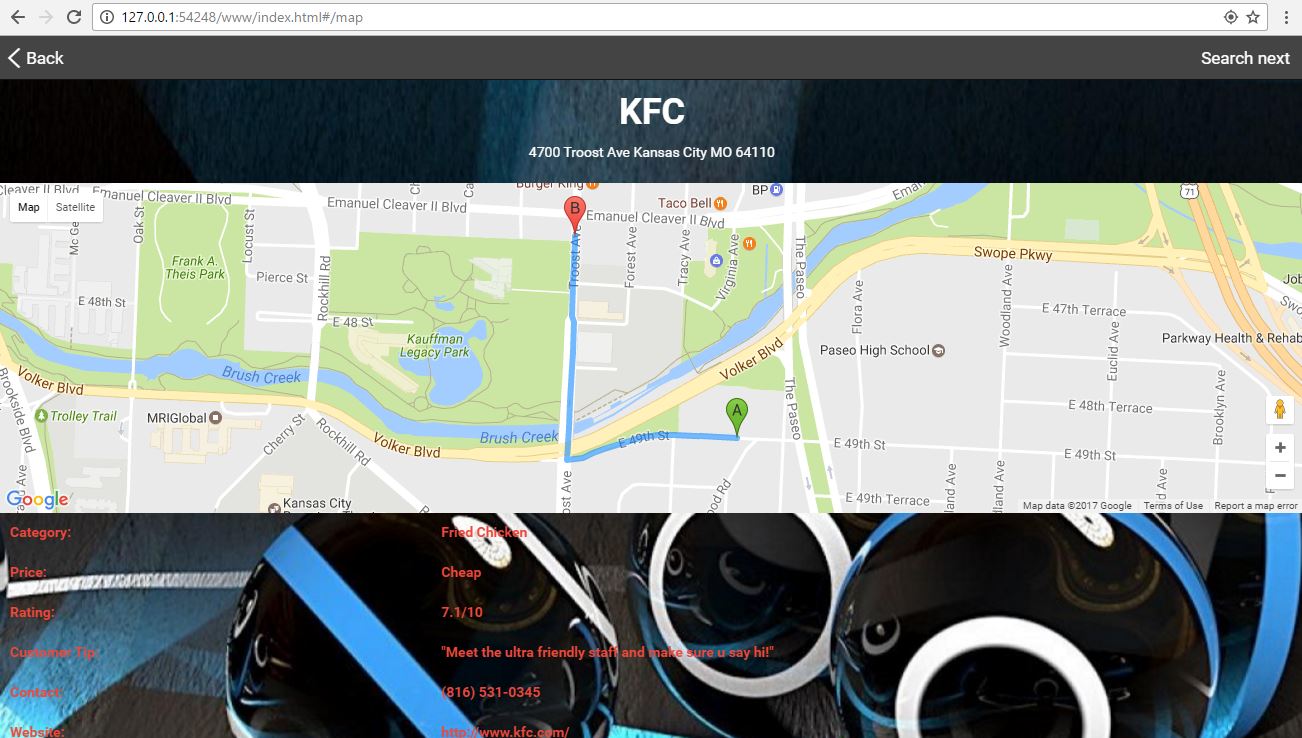 127.0.0.1:54248/www/index.html#/map
Back
Search next
KFC
4700 Troost Ave Kansas City MO 64110
Map
Satellite
Cleaver II Blvd
Emanuel Cleaver II Blvd
Emanuel Cleaver II Blvd
Burger King
Taco Bell
BP
71
B
Emanuel Cleaver II Blvd
Oak St
Locust St
Frank A.
Theis Park
Pierce St
Rockhill Rd
E 48th St
E 48 St
Kauffman
Legacy Park
Troost Ave
Forest Ave
Tracy Ave
Virginia Ave
The Paseo
Swope Pkwy
Flora Ave
Woodland Ave
E 47th Terrace
Euclid Ave
Paseo High School
Parkway Health & Rehab
Volker Blvd
Brush Creek
Volker Blvd
Brookside Blvd
Trolley Trail
MRIGlobal
Cherry St
Rockhill Rd
Volker Blvd
Brush Creek
A
E 49th St
The Paseo
E 48th Terrace
Brooklyn Ave
E 49th St
E 49th St
E 49th Terrace
Kansas City
Google
Map data ©2017 Google
Terms of Use
Report a map error
Category:
Fried Chicken
Price:
Cheap
Rating:
7.1/10
Customer Tip:
"Meet the ultra friendly staff and make sure u say hi!"
Contact:
(816) 531-0345
Website:
http://www.kfc.com/